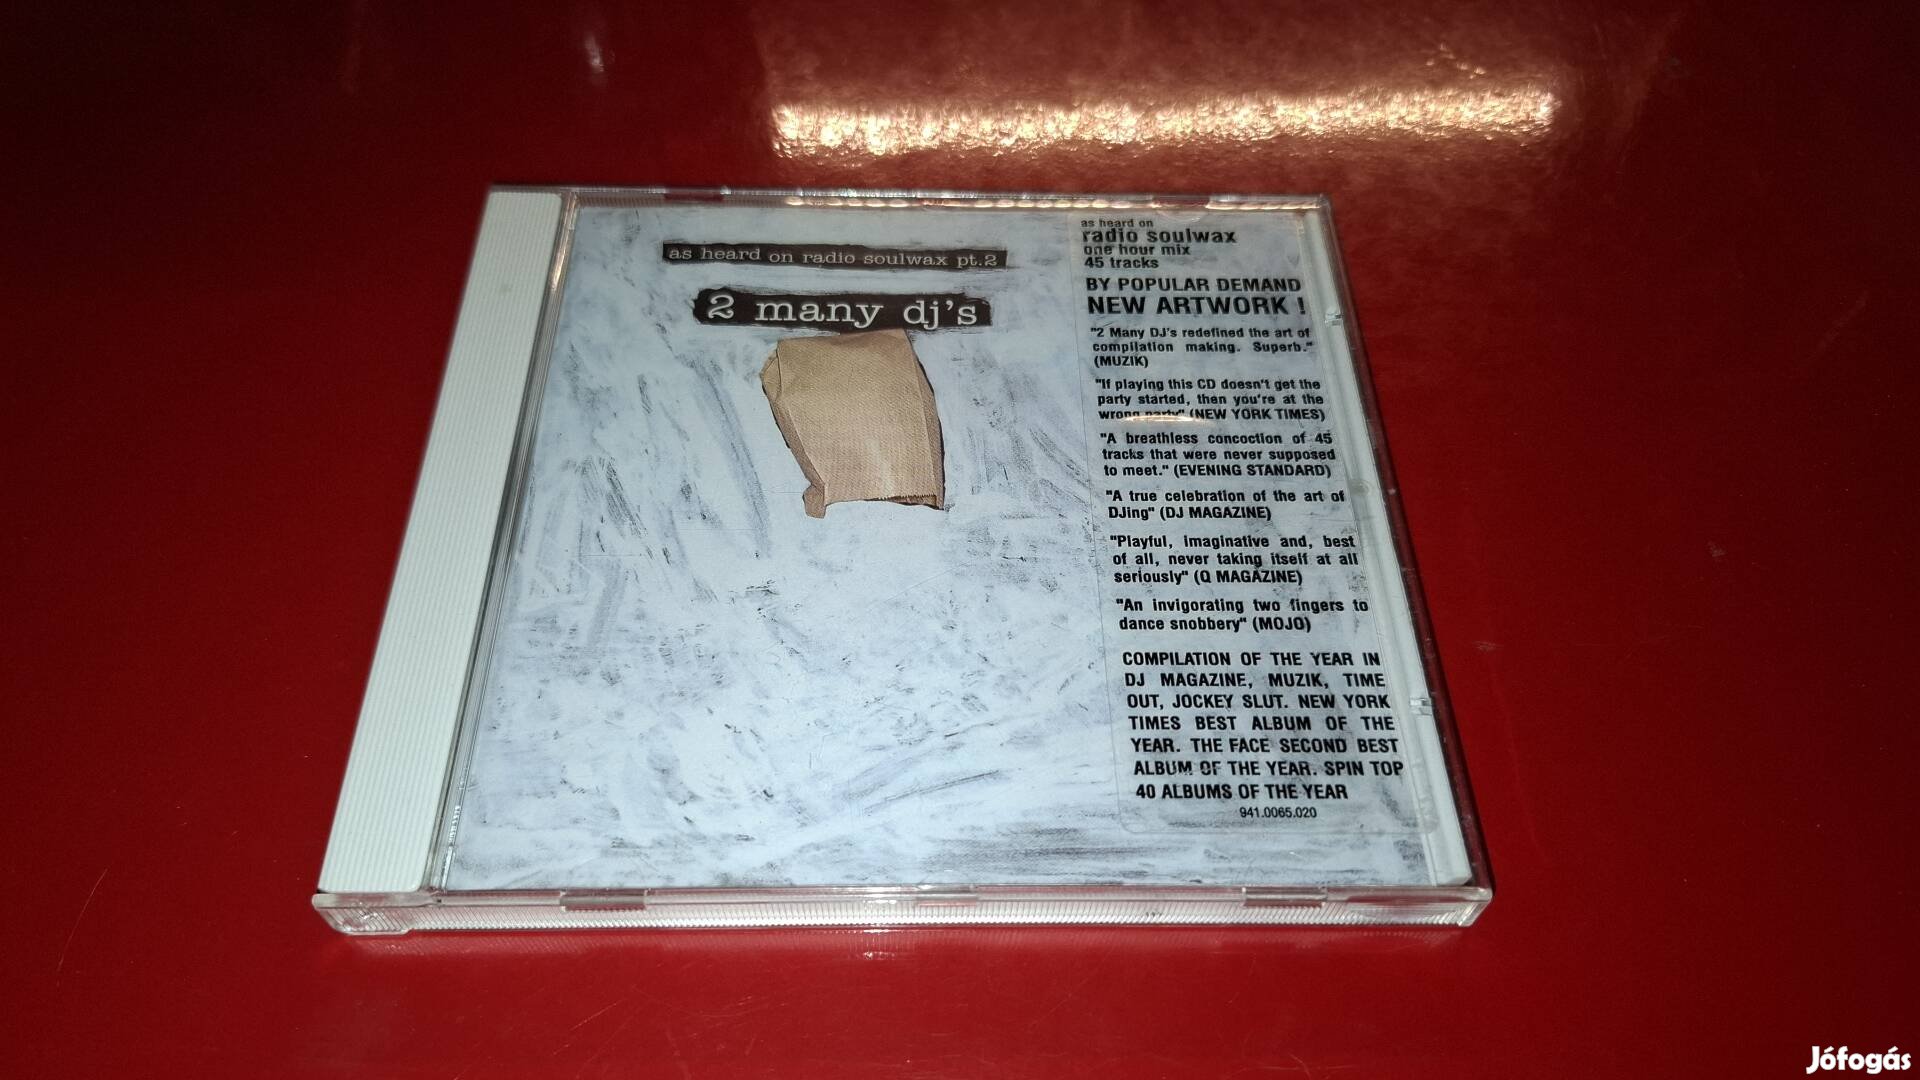 as heard on radio soulwax pt.2
2 many dj's
as heard on
radio soulwax
one hour mix
45 tracks
BY POPULAR DEMAND
NEW ARTWORK !
"2 Many DJ's redefined the art of
compilation making. Superb."
(MUZIK)
"If playing this CD doesn't get the
party started, then you're at the
wrong party" (NEW YORK TIMES)
"A breathless concoction of 45
tracks that were never supposed
to meet." (EVENING STANDARD)
"A true celebration of the art of
DJing" (DJ MAGAZINE)
"Playful, imaginative and, best
of all, never taking itself at all
seriously" (Q MAGAZINE)
"An invigorating two fingers to
dance snobbery" (MOJO)
COMPILATION OF THE YEAR IN
DJ MAGAZINE, MUZIK, TIME
OUT, JOCKEY SLUT. NEW YORK
TIMES BEST ALBUM OF THE
YEAR. THE FACE SECOND BEST
ALBUM OF THE YEAR. SPIN TOP
40 ALBUMS OF THE YEAR
941.0065.020
Jófogás